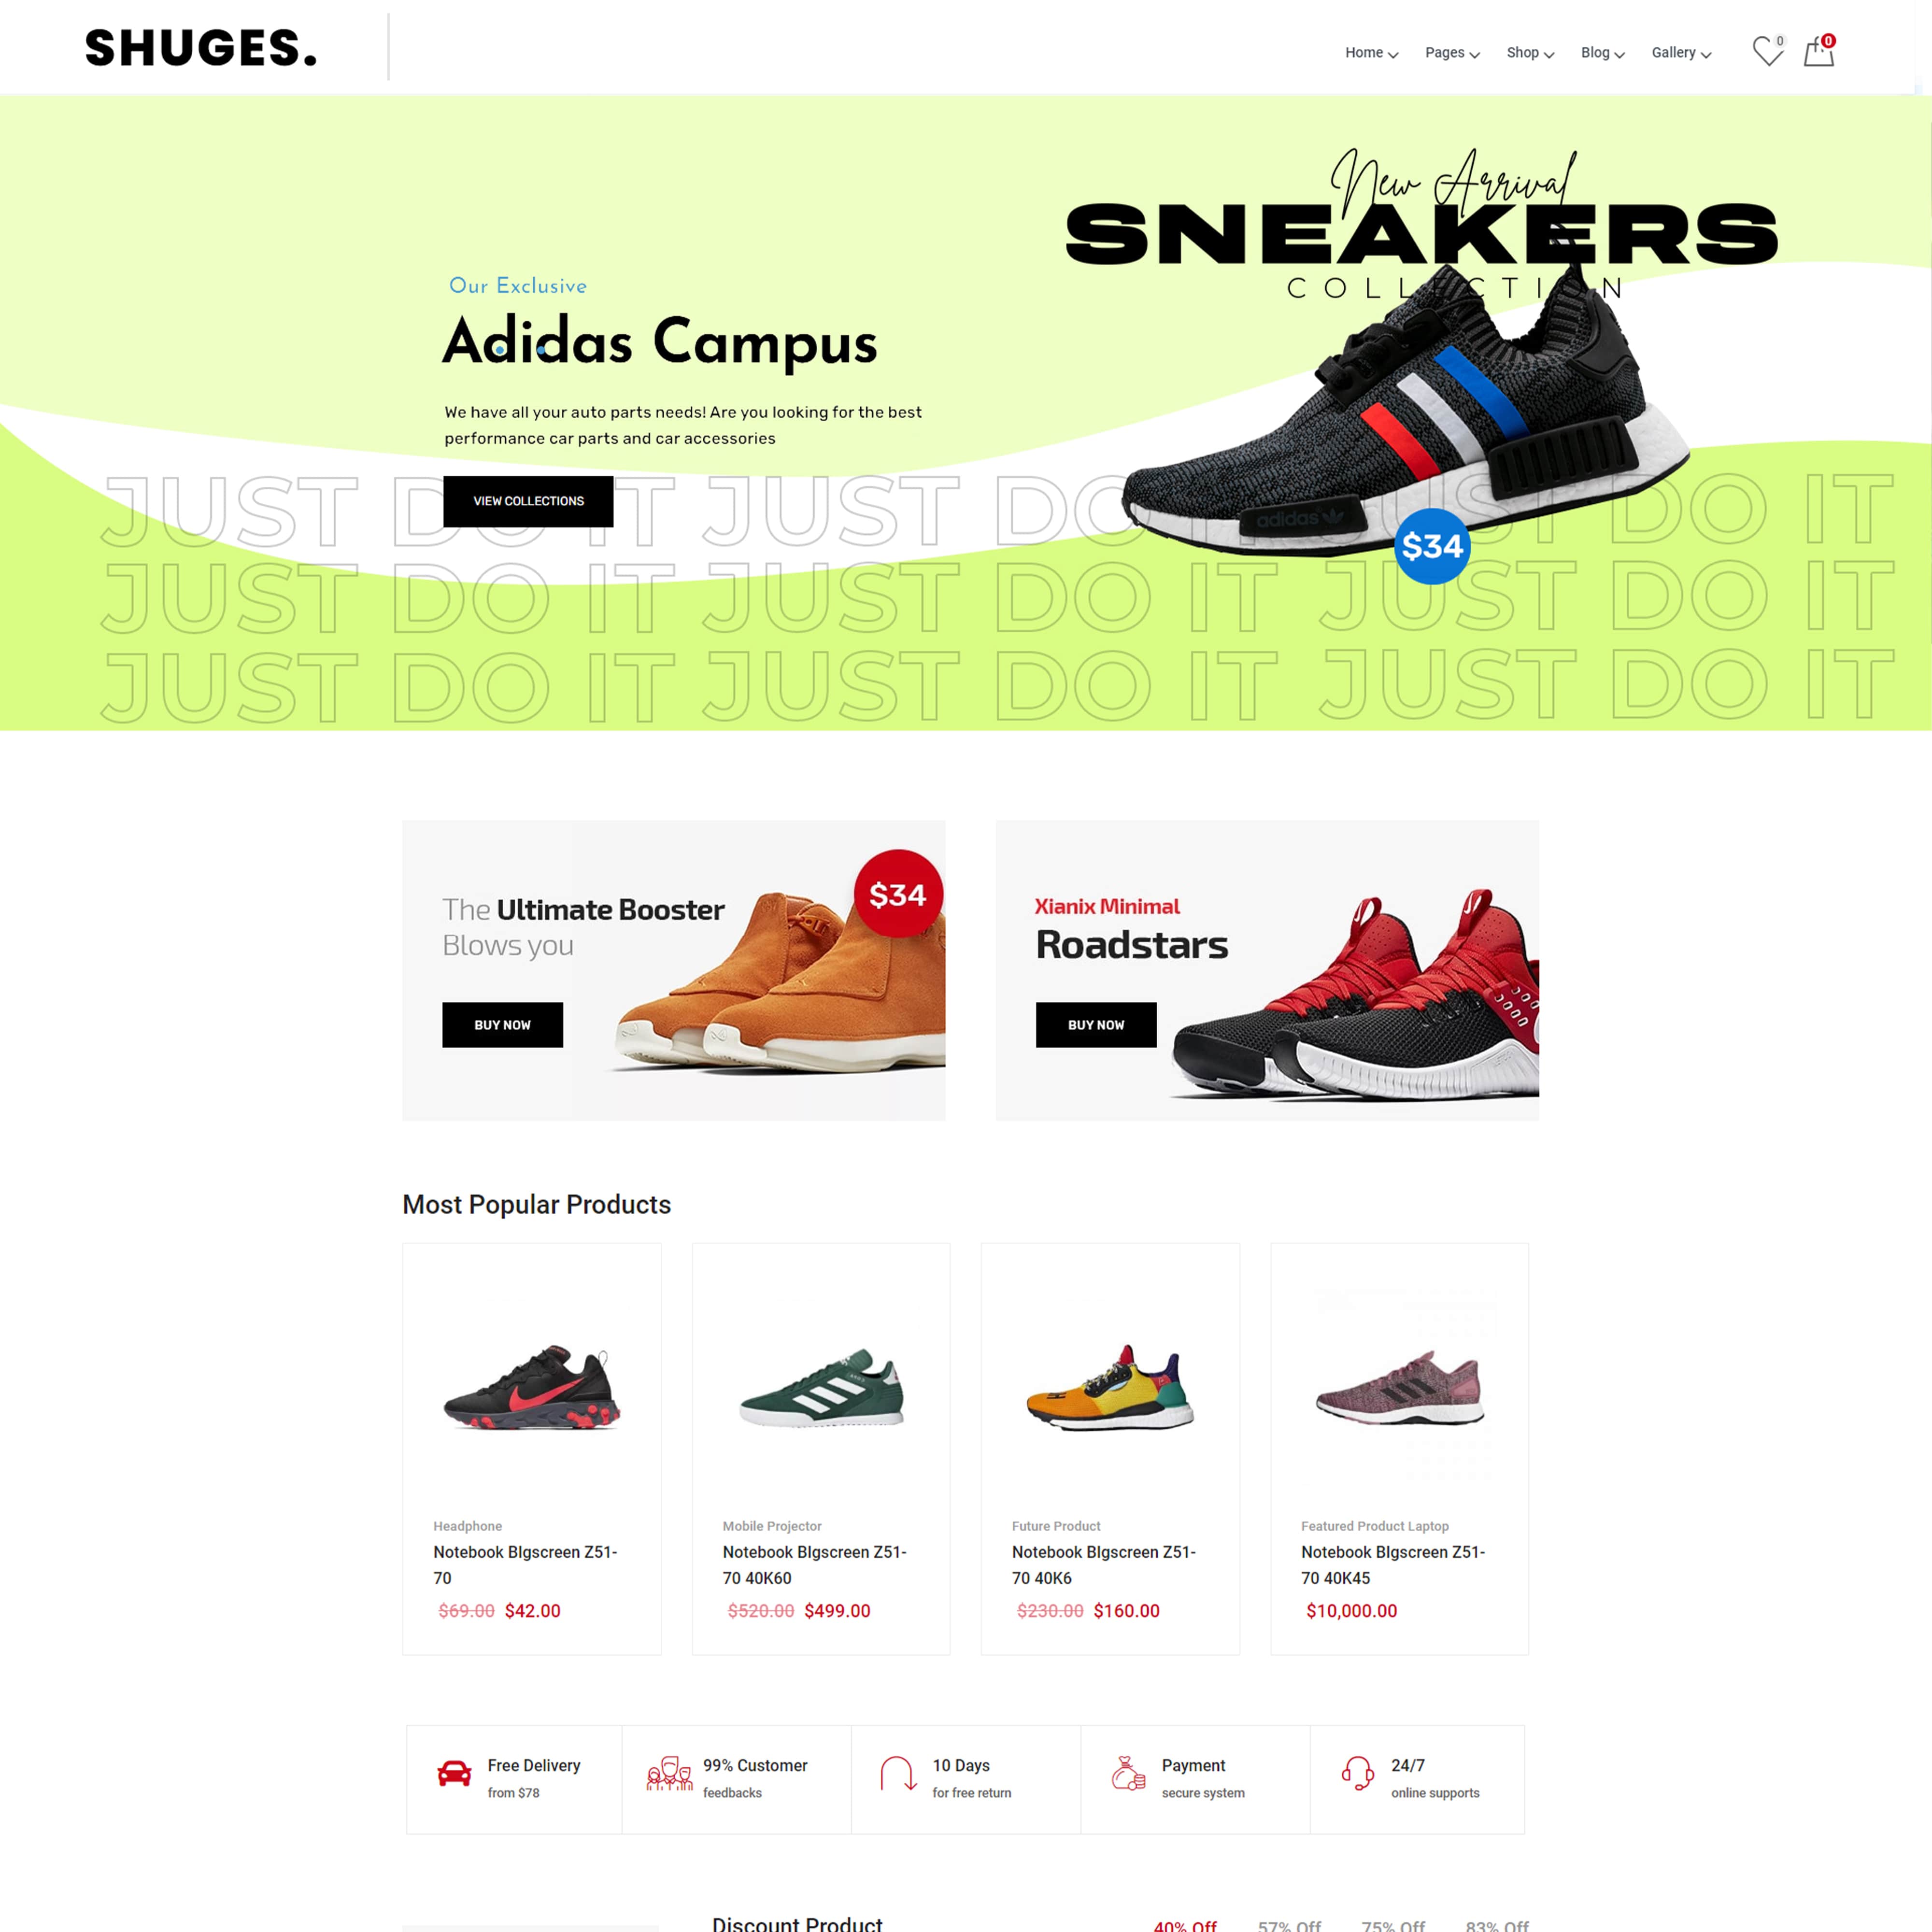 SHUGES.
Home
Pages
Shop
Blog
Gallery
0
0
New Arrival
SNEAKERS
COLLECTION
Our Exclusive
Adidas Campus
We have all your auto parts needs! Are you looking for the best
performance car parts and car accessories
VIEW COLLECTIONS
adidas
$34
JUST DO IT JUST DO IT JUST DO IT
JUST DO IT JUST DO IT JUST DO IT
JUST DO IT JUST DO IT JUST DO IT
The Ultimate Booster
Blows you
BUY NOW
$34
Xianix Minimal
Roadstars
BUY NOW
Most Popular Products
Headphone
Notebook BIgscreen Z51-
70
$69.00 $42.00
Mobile Projector
Notebook BIgscreen Z51-
70 40K60
$520.00 $499.00
Future Product
Notebook BIgscreen Z51-
70 40K6
$230.00 $160.00
Featured Product Laptop
Notebook BIgscreen Z51-
70 40K45
$10,000.00
Free Delivery
from $78
99% Customer
feedbacks
10 Days
for free return
Payment
secure system
24/7
online supports
Discount Product
40% Off
57% Off
75% Off
83% Off